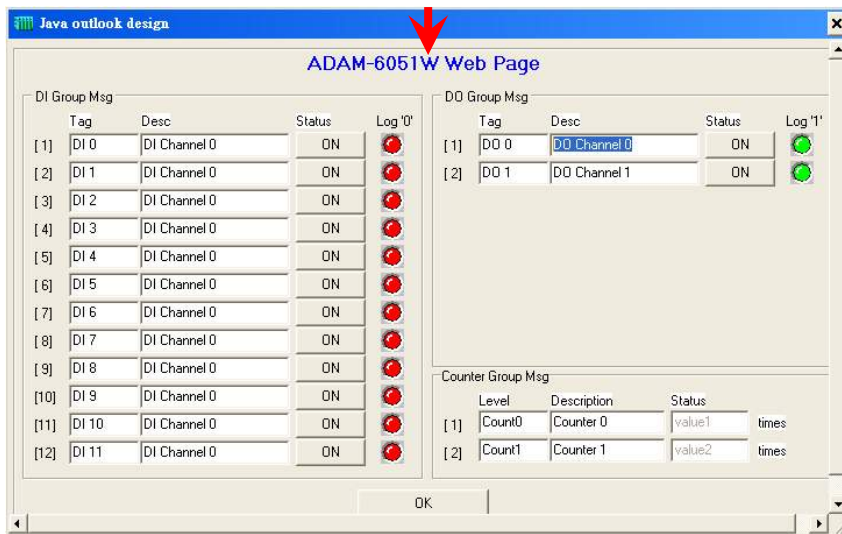 Java outlook design
ADAM-6051W Web Page
DI Group Msg
Tag Desc Status Log '0'
[1] DI 0 DI Channel 0 ON
[2] DI 1 DI Channel 0 ON
[3] DI 2 DI Channel 0 ON
[4] DI 3 DI Channel 0 ON
[5] DI 4 DI Channel 0 ON
[6] DI 5 DI Channel 0 ON
[7] DI 6 DI Channel 0 ON
[8] DI 7 DI Channel 0 ON
[9] DI 8 DI Channel 0 ON
[10] DI 9 DI Channel 0 ON
[11] DI 10 DI Channel 0 ON
[12] DI 11 DI Channel 0 ON
DO Group Msg
Tag Desc Status Log '1'
[1] DO 0 DO Channel 0 ON
[2] DO 1 DO Channel 1 ON
Counter Group Msg
Level Description Status
[1] Count0 Counter 0 value1 times
[2] Count1 Counter 1 value2 times
OK